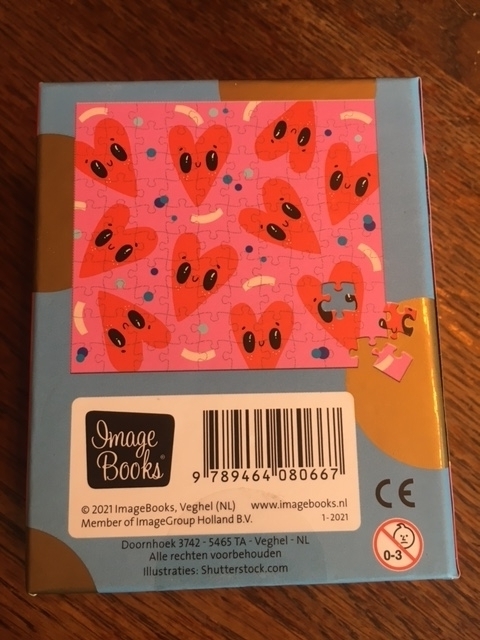 Image
Books®
9 789464 080667
© 2021 ImageBooks, Veghel (NL) www.imagebooks.nl
Member of ImageGroup Holland B.V. 1-2021
CE
Doornhoek 3742 - 5465 TA - Veghel - NL
Alle rechten voorbehouden
Illustraties: Shutterstock.com
0-3